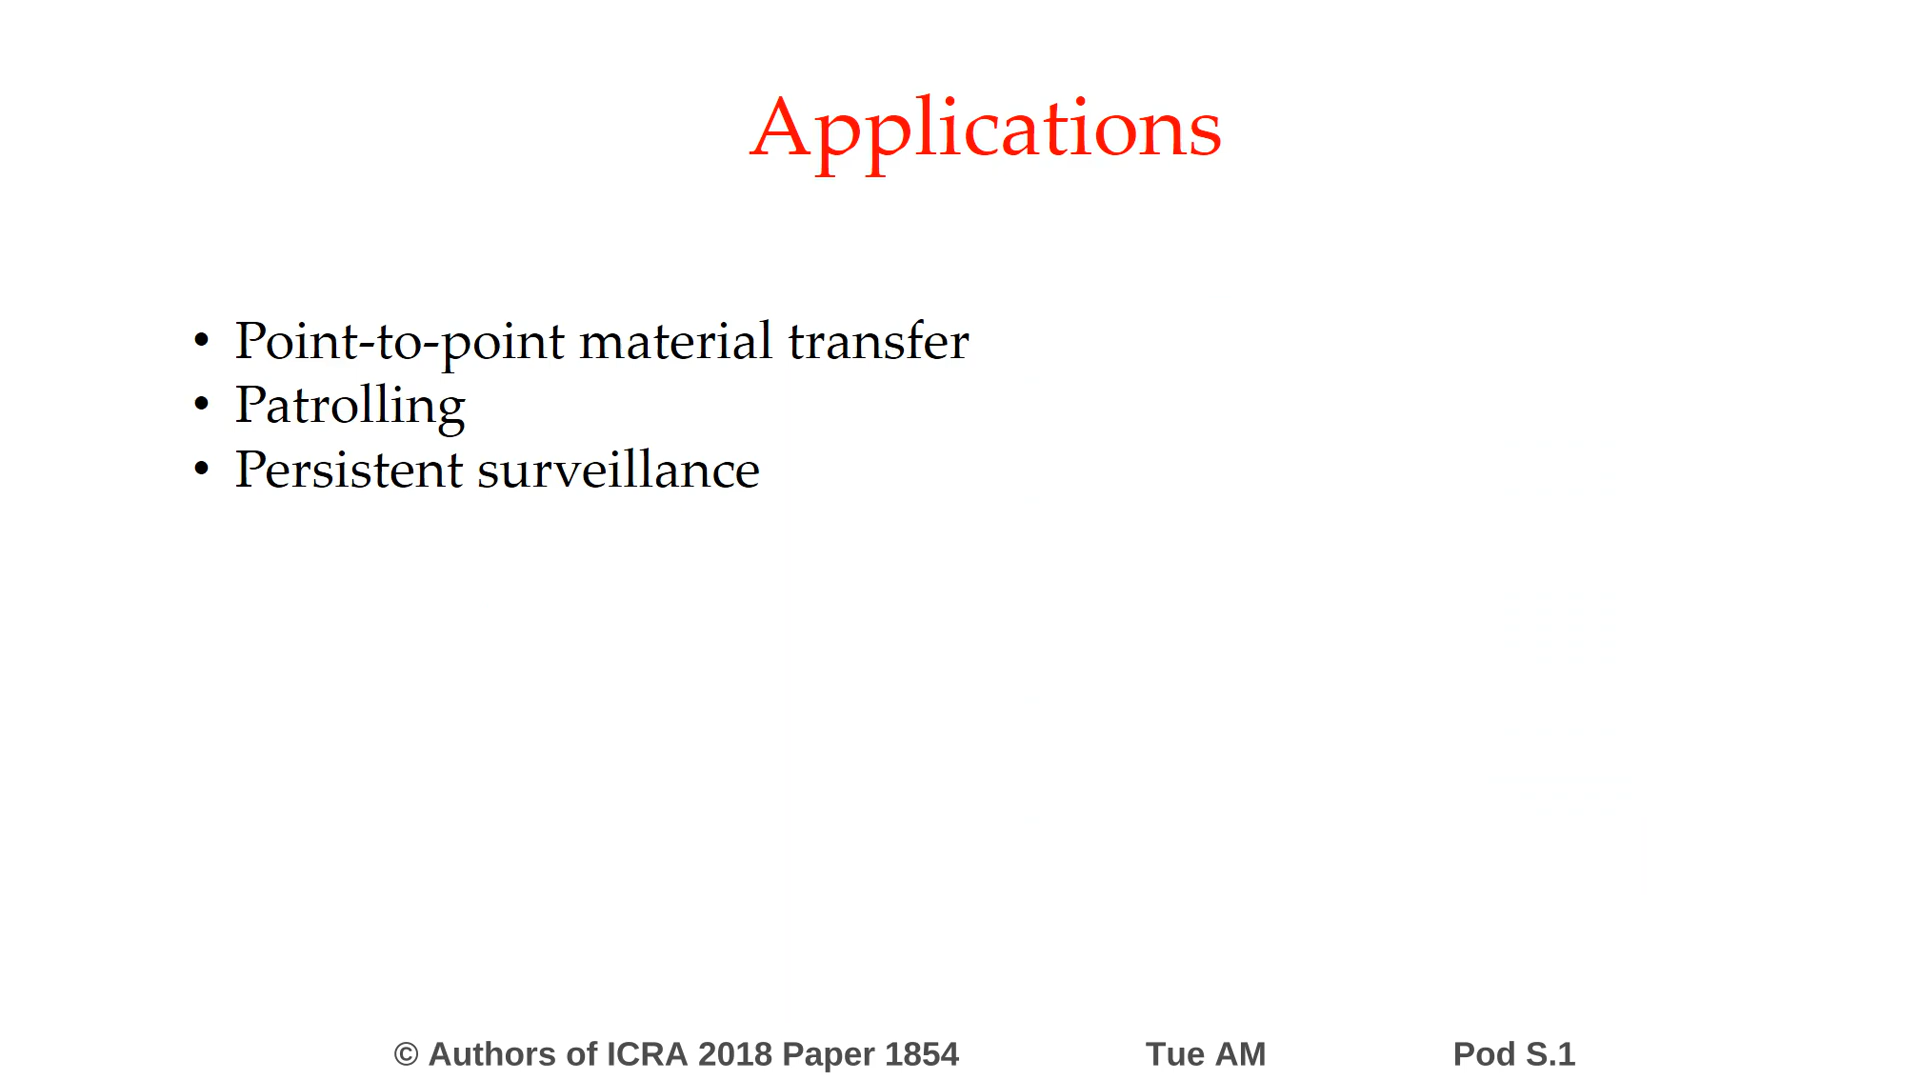 Applications
• Point-to-point material transfer
• Patrolling
• Persistent surveillance
© Authors of ICRA 2018 Paper 1854 Tue AM Pod S.1